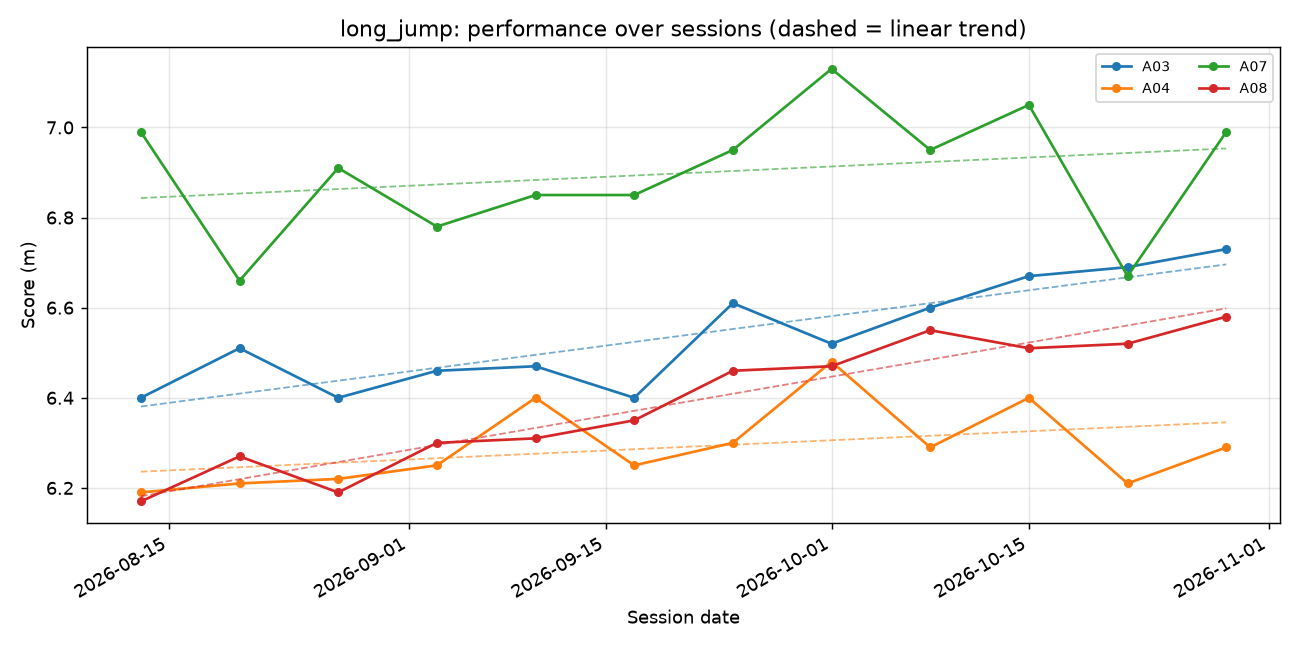 long_jump: performance over sessions (dashed = linear trend)
A03 A07
A04 A08
Score (m)
7.0
6.8
6.6
6.4
6.2
2026-08-15 2026-09-01 2026-09-15 2026-10-01 2026-10-15 2026-11-01
Session date